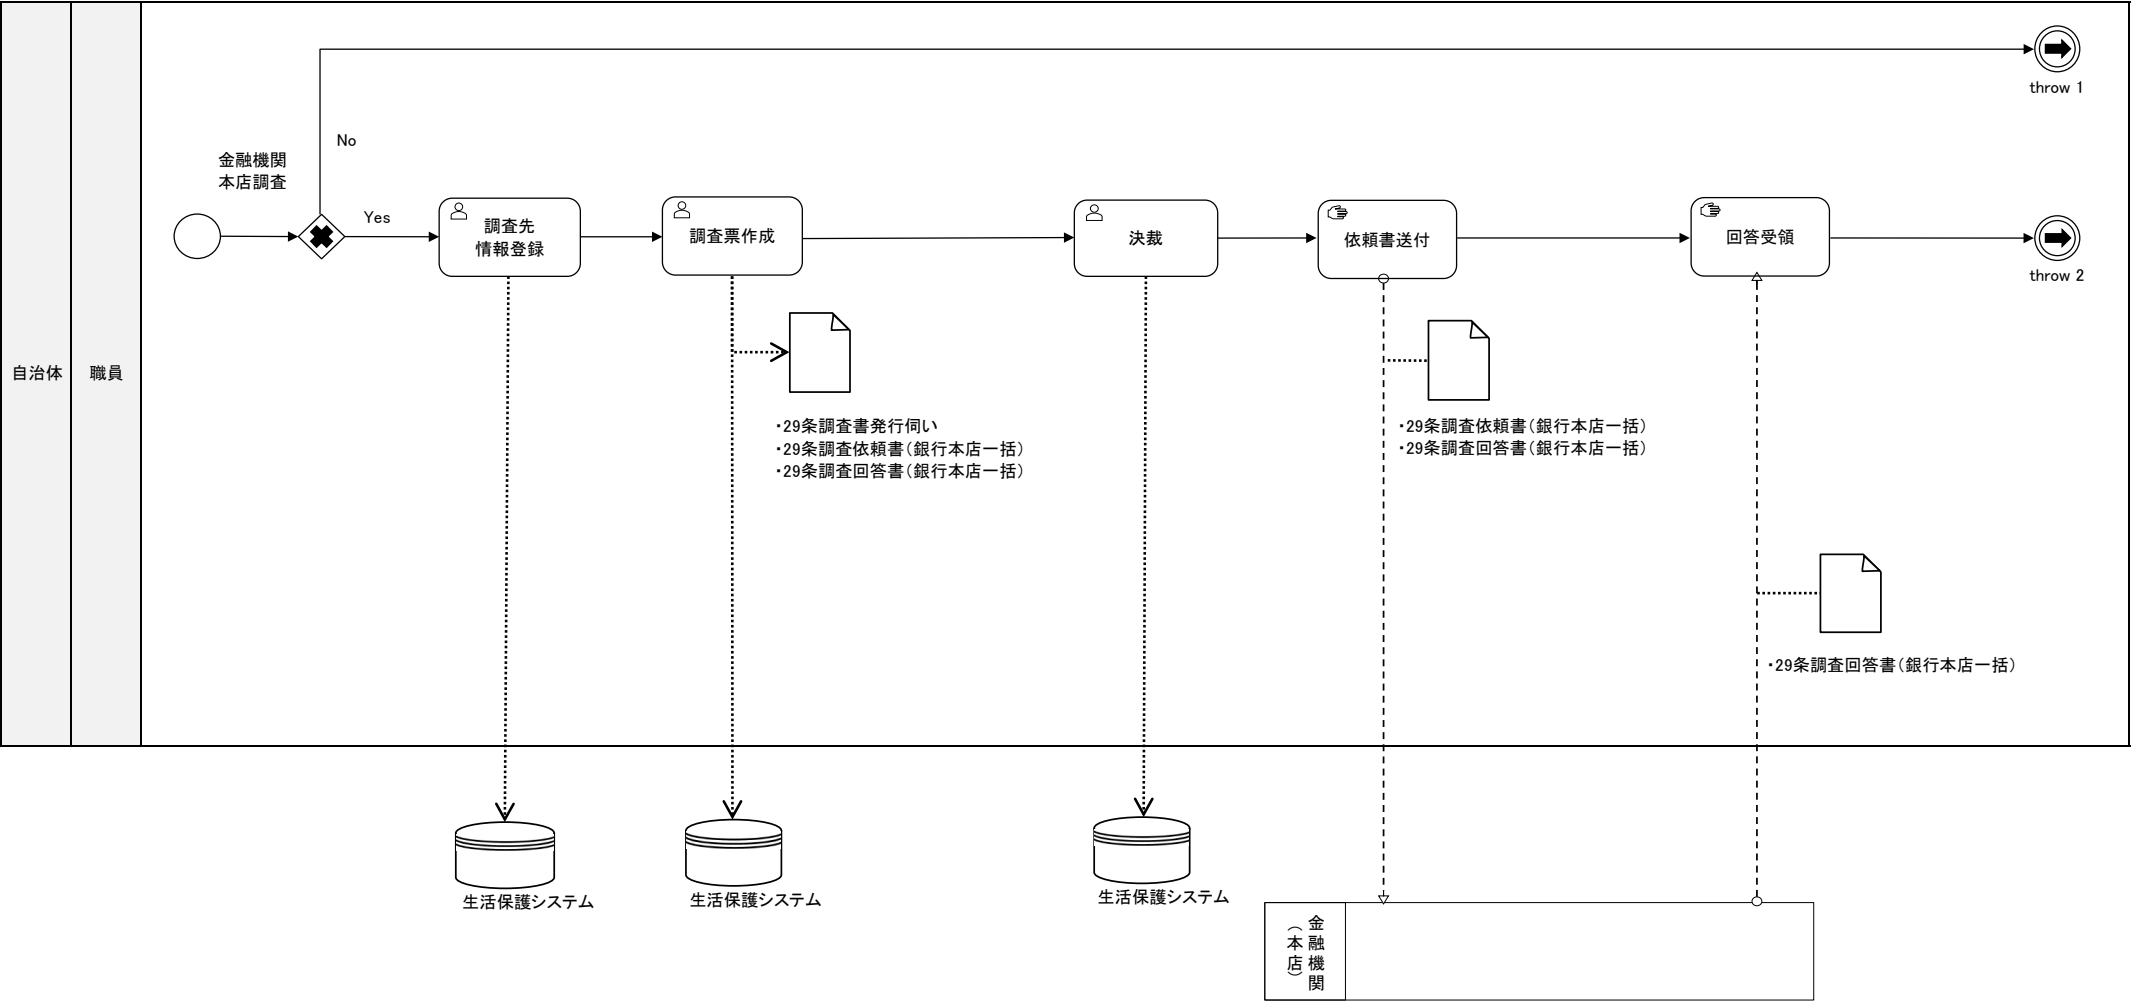 自治体
職員
throw 1
No
金融機関
本店調査
Yes
調査先
情報登録
調査票作成
決裁
依頼書送付
回答受領
throw 2
・29条調査書発行伺い
・29条調査依頼書（銀行本店一括）
・29条調査回答書（銀行本店一括）
・29条調査依頼書（銀行本店一括）
・29条調査回答書（銀行本店一括）
・29条調査回答書（銀行本店一括）
生活保護システム
生活保護システム
生活保護システム
金融機関
（本店）